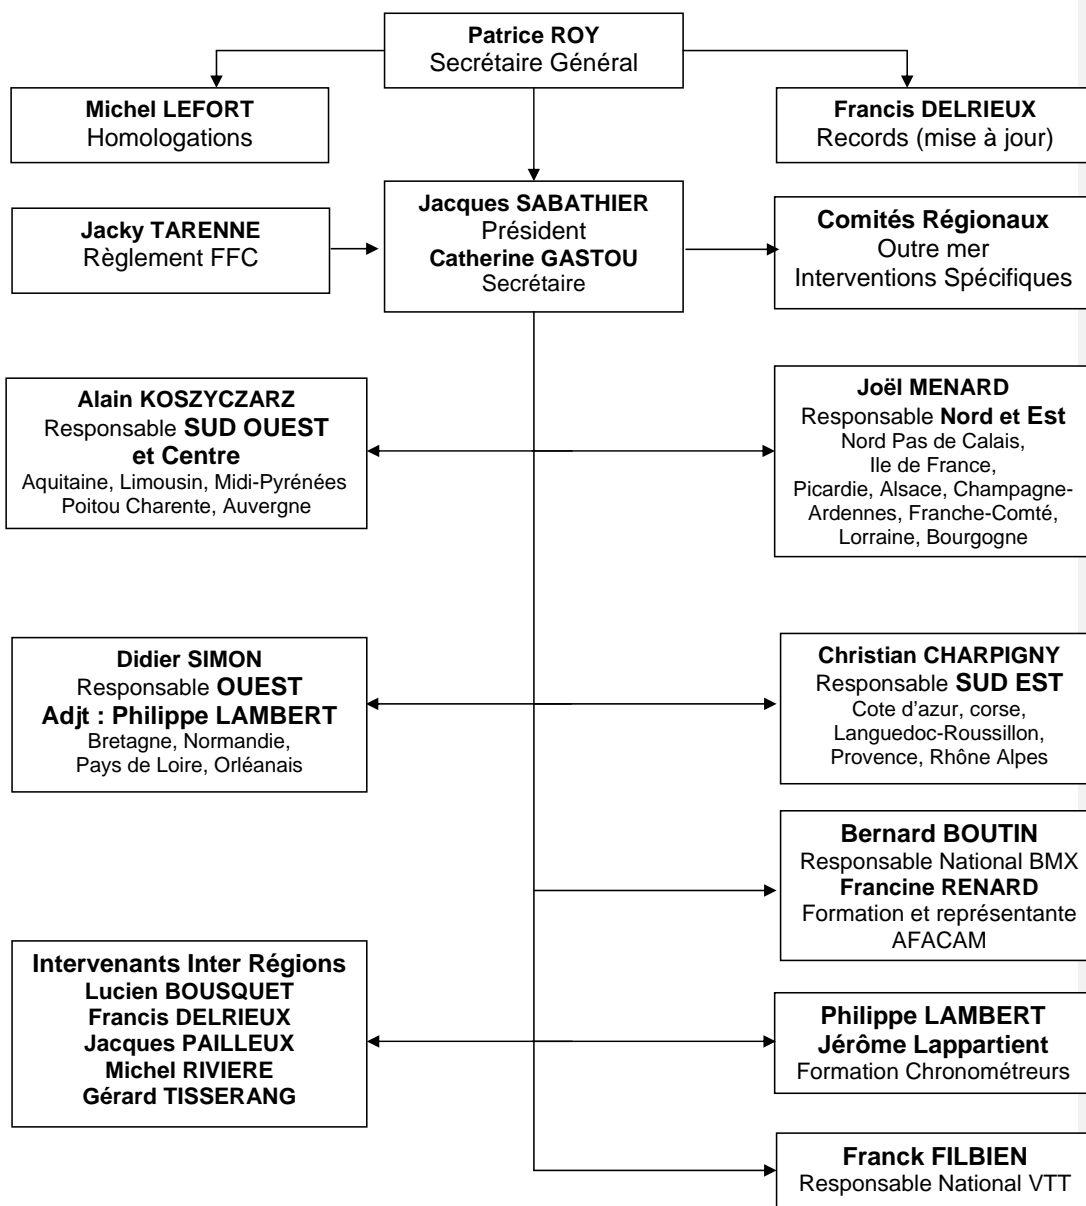 Patrice ROY
Secrétaire Général
Michel LEFORT
Homologations
Francis DELRIEUX
Records (mise à jour)
Jacky TARENNE
Règlement FFC
Jacques SABATHIER
Président
Catherine GASTOU
Secrétaire
Comités Régionaux
Outre mer
Interventions Spécifiques
Alain KOSZYCZARZ
Responsable SUD OUEST
et Centre
Aquitaine, Limousin, Midi-Pyrénées
Poitou Charente, Auvergne
Joël MENARD
Responsable Nord et Est
Nord Pas de Calais,
Ile de France,
Picardie, Alsace, Champagne-
Ardennes, Franche-Comté,
Lorraine, Bourgogne
Didier SIMON
Responsable OUEST
Adjt : Philippe LAMBERT
Bretagne, Normandie,
Pays de Loire, Orléanais
Christian CHARPIGNY
Responsable SUD EST
Cote d'azur, corse,
Languedoc-Roussillon,
Provence, Rhône Alpes
Bernard BOUTIN
Responsable National BMX
Francine RENARD
Formation et représentante
AFACAM
Intervenants Inter Régions
Lucien BOUSQUET
Francis DELRIEUX
Jacques PAILLEUX
Michel RIVIERE
Gérard TISSERANG
Philippe LAMBERT
Jérôme Lappartient
Formation Chronométreurs
Franck FILBIEN
Responsable National VTT